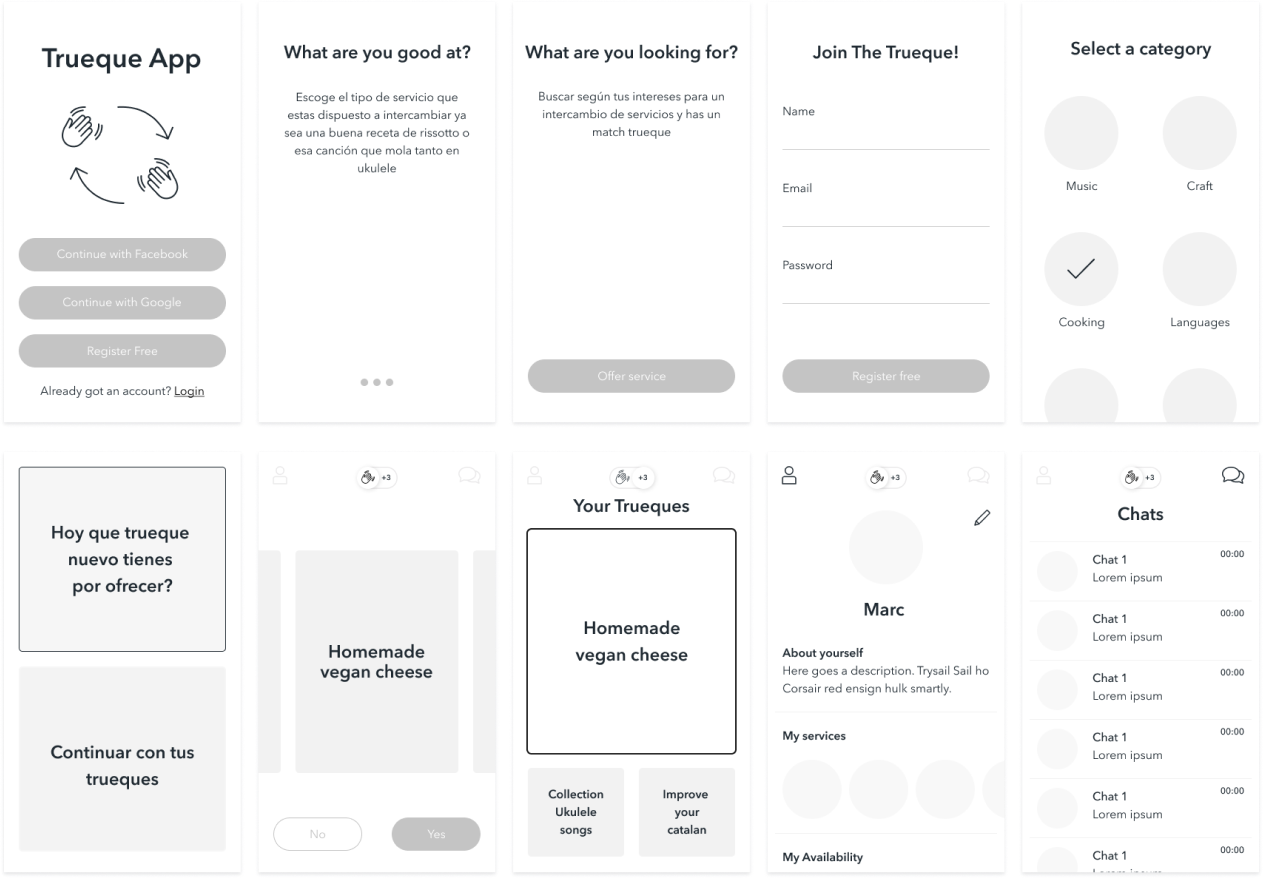 Trueque App
Continue with Facebook
Continue with Google
Register Free
Already got an account? Login
What are you good at?
Escoge el tipo de servicio que
estas dispuesto a intercambiar ya
sea una buena receta de rissotto o
esa canción que mola tanto en
ukulele
What are you looking for?
Buscar según tus intereses para un
intercambio de servicios y has un
match trueque
Offer service
Join The Trueque!
Name
Email
Password
Register free
Select a category
Music
Craft
Cooking
Languages
Hoy que trueque
nuevo tienes
por ofrecer?
Continuar con tus
trueques
+3
Homemade
vegan cheese
No
Yes
+3
Your Trueques
Homemade
vegan cheese
Collection
Ukulele
songs
Improve
your
catalan
+3
Marc
About yourself
Here goes a description. Trysail Sail ho
Corsair red ensign hulk smartly.
My services
My Availability
+3
Chats
Chat 1
00:00
Lorem ipsum
Chat 1
00:00
Lorem ipsum
Chat 1
00:00
Lorem ipsum
Chat 1
00:00
Lorem ipsum
Chat 1
00:00
Lorem ipsum
Chat 1
00:00
Lorem ipsum